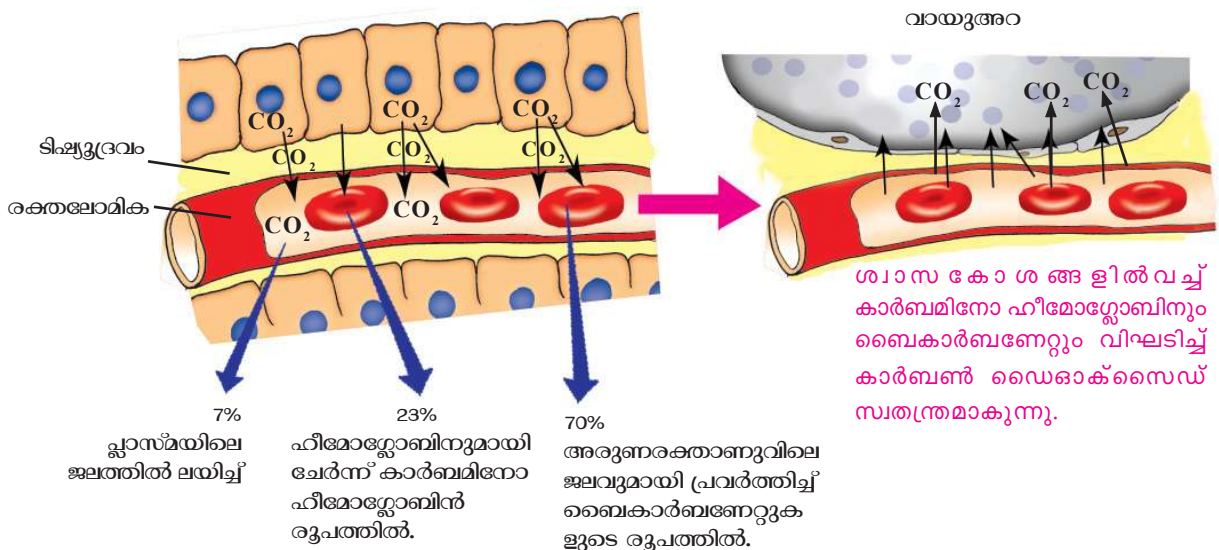 വായുഅറ
CO₂
CO₂
CO₂
CO₂
CO₂
CO₂
CO₂
CO₂
CO₂
ടിഷ്യൂദ്രവം
CO₂
രക്തലോമിക
CO₂
CO₂
ശ്വാസകോശങ്ങളിൽവച്ച്
കാർബമിനോ ഹീമോഗ്ലോബിനും
ബൈകാർബണേറ്റും വിഘടിച്ച്
കാർബൺ ഡൈഓക്സൈഡ്
സ്വതന്ത്രമാകുന്നു.
7%
പ്ലാസ്മയിലെ
ജലത്തിൽ ലയിച്ച്
23%
ഹീമോഗ്ലോബിനുമായി
ചേർന്ന് കാർബമിനോ
ഹീമോഗ്ലോബിൻ
രൂപത്തിൽ.
70%
അരുണരക്താണുവിലെ
ജലവുമായി പ്രവർത്തിച്ച്
ബൈകാർബണേറ്റുക
ളുടെ രൂപത്തിൽ.